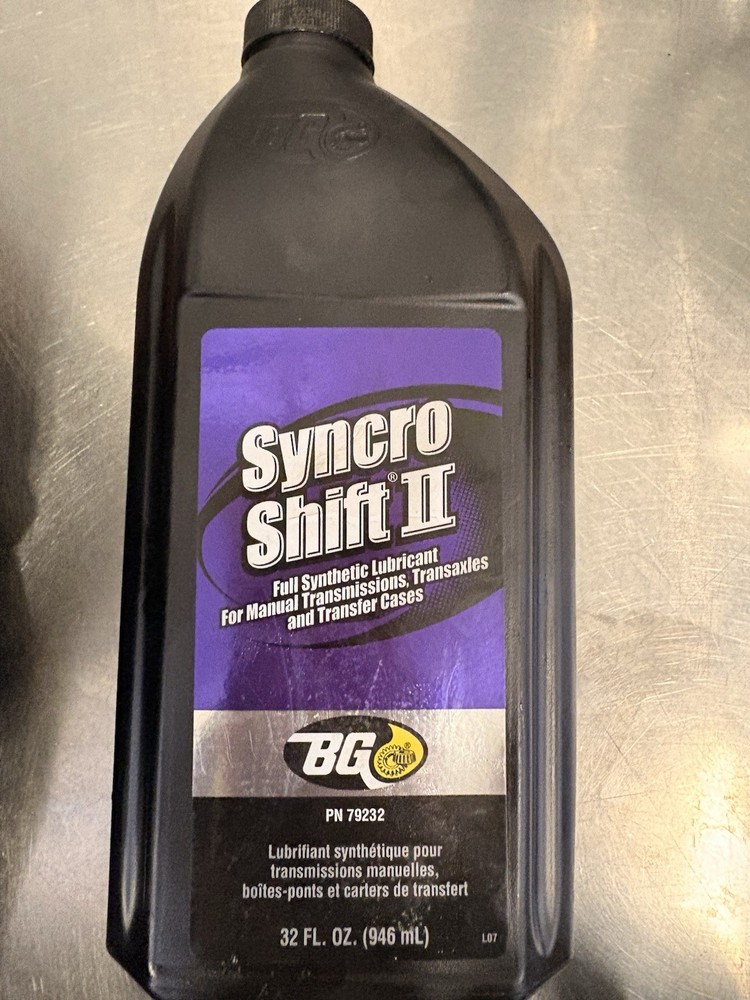 BG
Syncro
Shift® II
Full Synthetic Lubricant
For Manual Transmissions, Transaxles
and Transfer Cases
BG®
PN 79232
Lubrifiant synthétique pour
transmissions manuelles,
boîtes-ponts et carters de transfert
32 FL. OZ. (946 mL)
L07